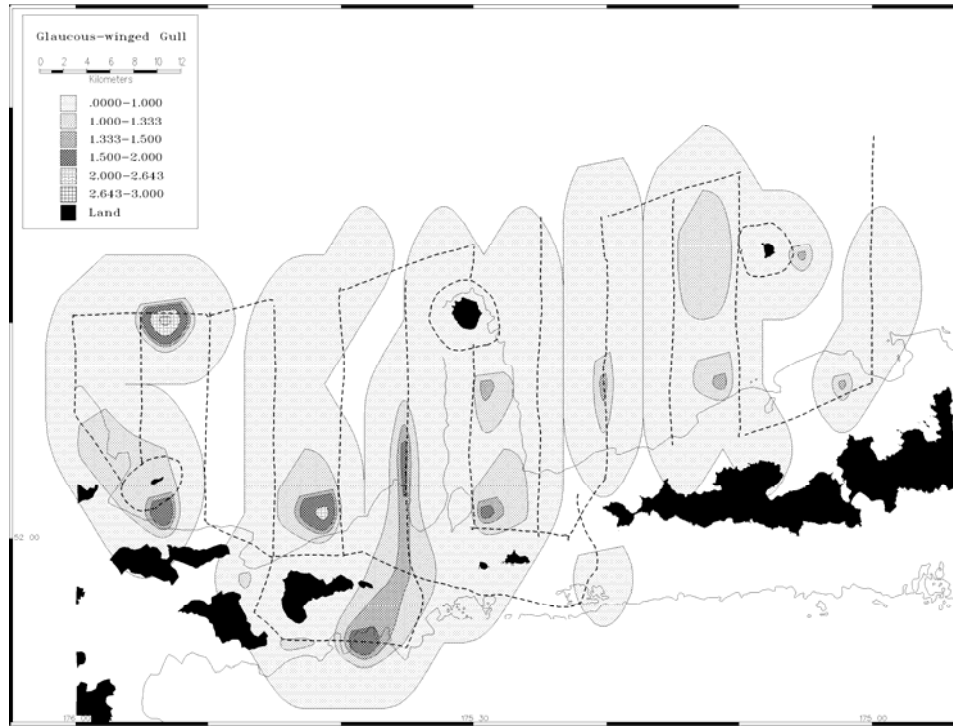 Glaucous-winged Gull
0 2 4 6 8 10 12
Kilometers
.0000-1.000
1.000-1.333
1.333-1.500
1.500-2.000
2.000-2.643
2.643-3.000
Land
52 00
176 00 175 30 175 00